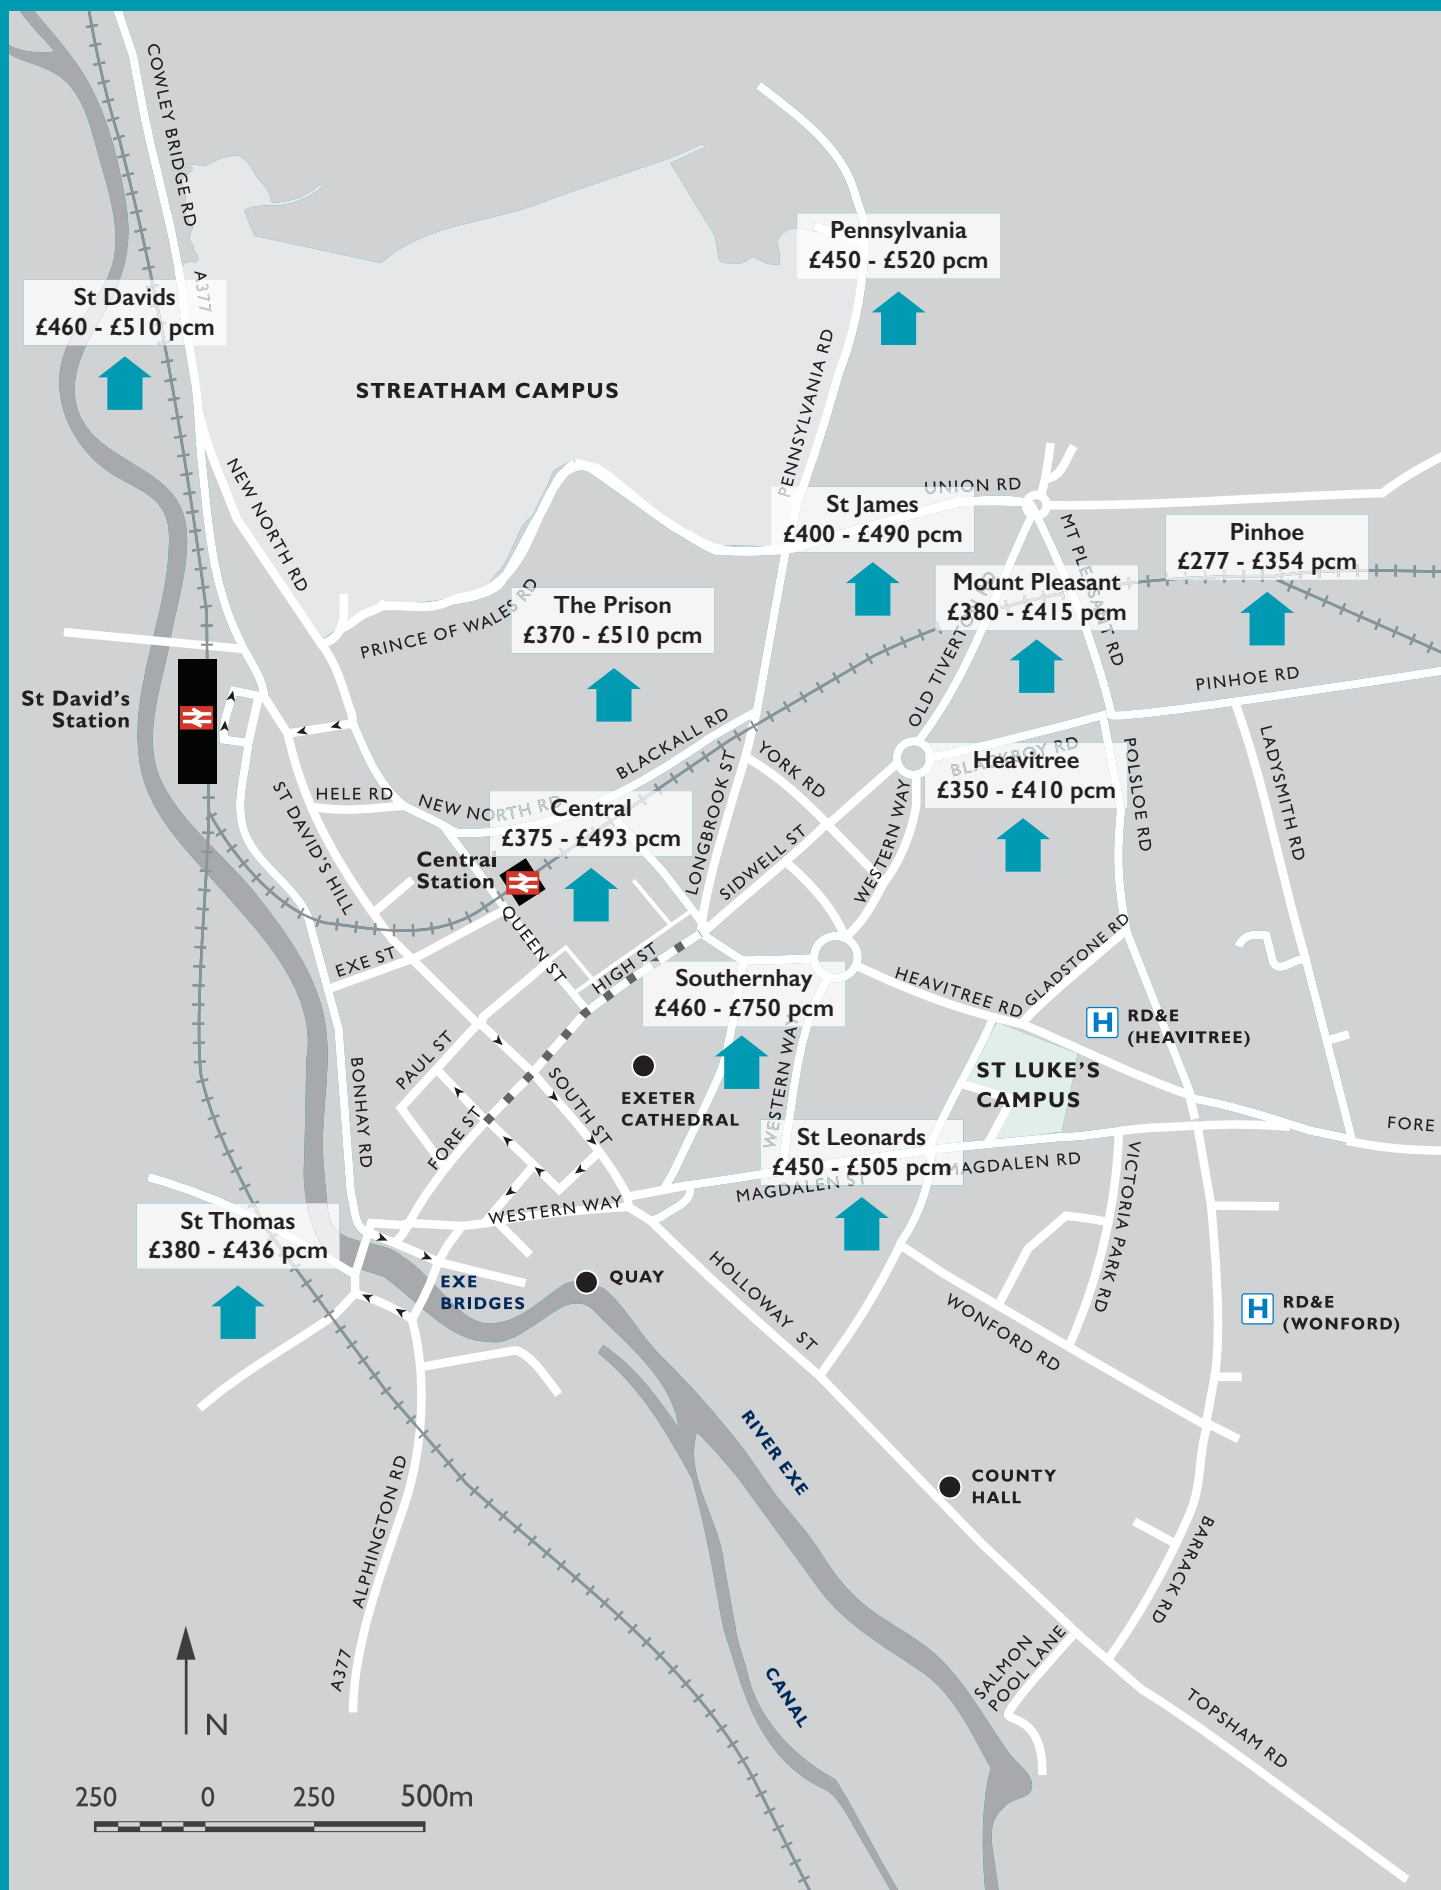 COWLEY BRIDGE RD
A377
Pennsylvania
£450 - £520 pcm
St Davids
£460 - £510 pcm
STREATHAM CAMPUS
PENNSYLVANIA RD
NEW NORTH RD
UNION RD
St James
£400 - £490 pcm
MT PLEASANT RD
Pinhoe
£277 - £354 pcm
Mount Pleasant
£380 - £415 pcm
OLD TIVERTON RD
PRINCE OF WALES RD
The Prison
£370 - £510 pcm
St David's
Station
PINHOE RD
BLACKALL RD
YORK RD
BLACKBOY RD
Heavitree
£350 - £410 pcm
POLSLOE RD
LADYSMITH RD
HELE RD
NEW NORTH RD
ST DAVID'S HILL
Central
£375 - £493 pcm
LONGBROOK ST
SIDWELL ST
WESTERN WAY
Central
Station
QUEEN ST
EXE ST
HIGH ST
Southernhay
£460 - £750 pcm
HEAVITREE RD
GLADSTONE RD
H
RD&E
(HEAVITREE)
PAUL ST
BONHAY RD
FORE ST
SOUTH ST
EXETER
CATHEDRAL
WESTERN WAY
ST LUKE'S
CAMPUS
FORE
St Leonards
£450 - £505 pcm
MAGDALEN RD
MAGDALEN ST
VICTORIA PARK RD
WESTERN WAY
St Thomas
£380 - £436 pcm
EXE
BRIDGES
QUAY
HOLLOWAY ST
WONFORD RD
H
RD&E
(WONFORD)
RIVER EXE
COUNTY
HALL
ALPHINGTON RD
A377
BARRACK RD
SALMON
POOL LANE
CANAL
TOPSHAM RD
N
250 0 250 500m